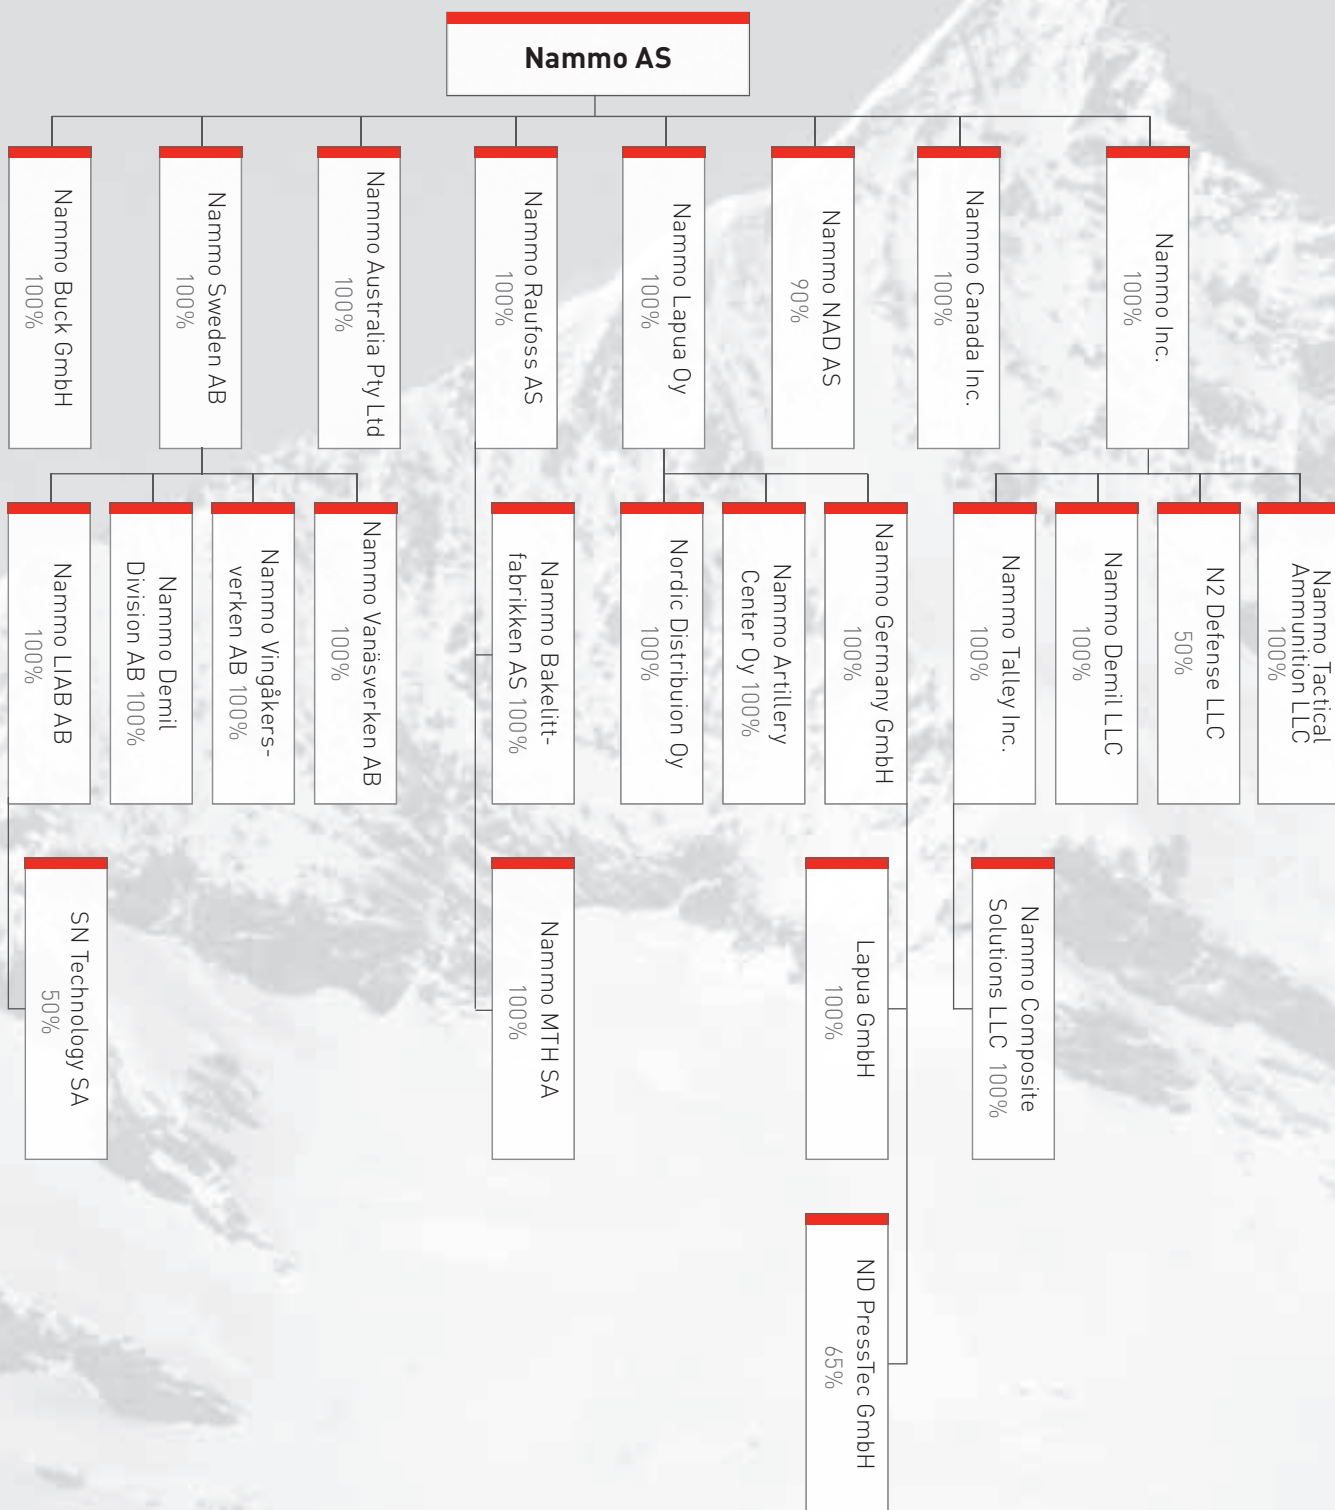 Nammo AS
Nammo Buck GmbH
100%
Nammo Sweden AB
100%
Nammo Australia Pty Ltd
100%
Nammo Raufoss AS
100%
Nammo Lapua Oy
100%
Nammo NAD AS
90%
Nammo Canada Inc.
100%
Nammo Inc.
100%
Nammo LIAB AB
100%
Nammo Demil
Division AB 100%
Nammo Vingåkers-
verken AB 100%
Nammo Vanäsverken AB
100%
Nammo Bakelitt-
fabrikken AS 100%
Nordic Distribuion Oy
100%
Nammo Artillery
Center Oy 100%
Nammo Germany GmbH
100%
Nammo Talley Inc.
100%
Nammo Demil LLC
100%
N2 Defense LLC
50%
Nammo Tactical
Ammunition LLC
100%
SN Technology SA
50%
Nammo MTH SA
100%
Lapua GmbH
100%
Nammo Composite
Solutions LLC 100%
ND PressTec GmbH
65%